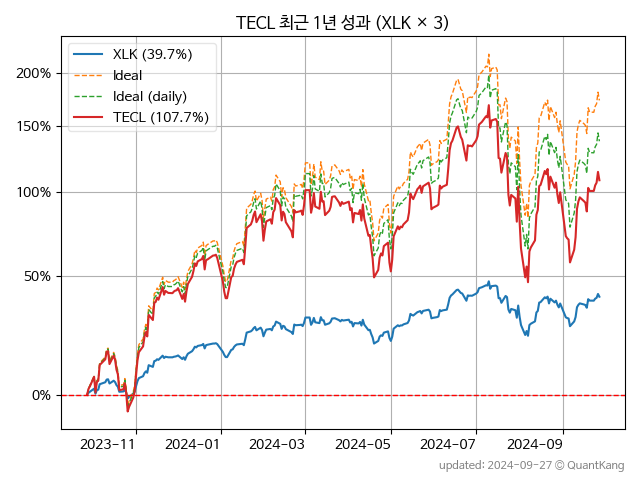 TECL 최근 1년 성과 (XLK × 3)
XLK (39.7%)
Ideal
Ideal (daily)
TECL (107.7%)
200%
150%
100%
50%
0%
2023-11
2024-01
2024-03
2024-05
2024-07
2024-09
updated: 2024-09-27 © QuantKang